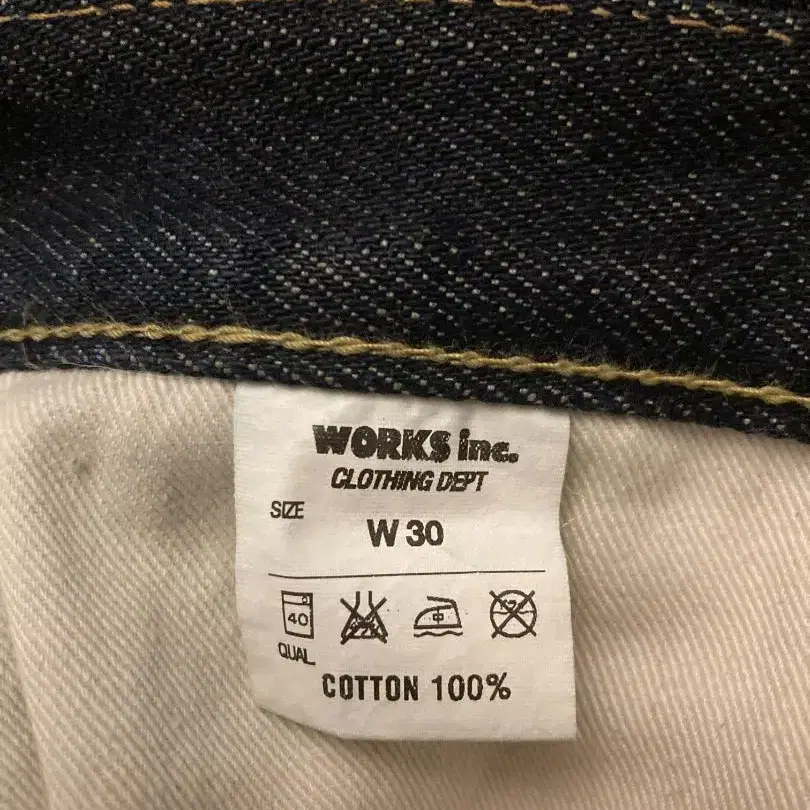 WORKS inc.
CLOTHING DEPT
SIZE
W 30
40
QUAL
COTTON 100%